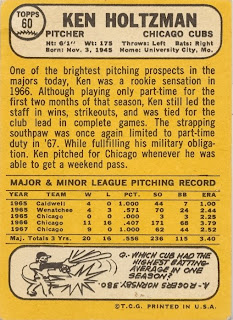 TOPPS
60
KEN HOLTZMAN
PITCHER CHICAGO CUBS
Ht: 6'1" Wt: 175 Throws: Left Bats: Right
Born: Nov. 3, 1945 Home: University City, Mo.
One of the brightest pitching prospects in the
majors today, Ken was a rookie sensation in
1966. Although playing only part-time for the
first two months of that season, Ken still led the
staff in wins, strikeouts, and was tied for the
club lead in complete games. The strapping
southpaw was once again limited to part-time
duty in '67. While fulfilling his military obliga-
tion, Ken pitched for Chicago whenever he was
able to get a weekend pass.
MAJOR & MINOR LEAGUE PITCHING RECORD
YEAR TEAM W L PCT. SO BB ERA
1965 Caldwell 4 0 1.000 44 7 1.00
1965 Wenatchee 4 3 .571 70 24 2.44
1965 Chicago 0 0 .000 3 3 2.25
1966 Chicago 11 16 .407 171 68 3.79
1967 Chicago 9 0 1.000 62 44 2.52
Maj. Totals 3 Yrs. 20 16 .556 236 115 3.40
Q. WHICH CUB HAD
THE HIGHEST
BATTING
AVERAGE IN ONE
SEASON?
A. ROGERS HORNSBY
© T.C.G. PRINTED IN U.S.A.